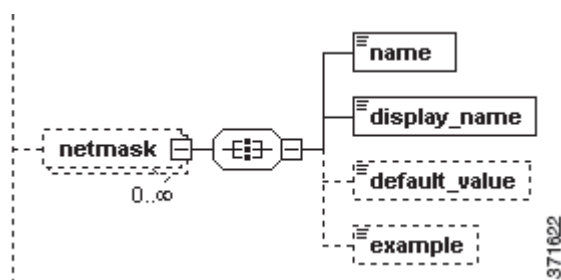 name
display_name
netmask
default_value
0..∞
example
371622